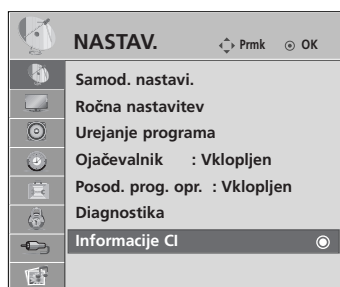 NASTAV. Prmk OK
Samod. nastavi.
Ročna nastavitev
Urejanje programa
Ojačevalnik : Vklopljen
Posod. prog. opr. : Vklopljen
Diagnostika
Informacije CI